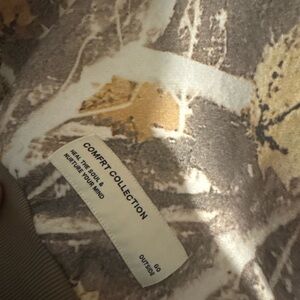 COMFRT COLLECTION
HEAL THE SOUL &
NURTURE YOUR MIND
GO
OUTSIDE